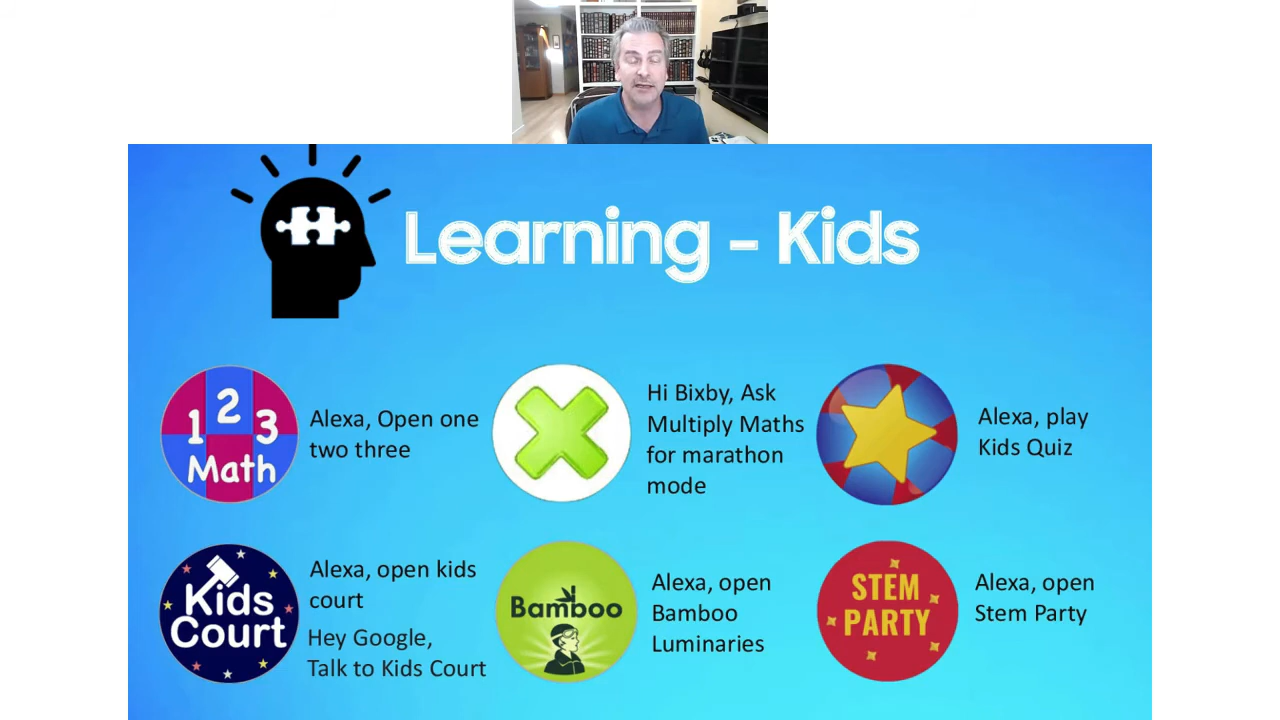 Learning - Kids
1 2 3
Math
Alexa, Open one
two three
Hi Bixby, Ask
Multiply Maths
for marathon
mode
Alexa, play
Kids Quiz
Kids
Court
Alexa, open kids
court
Hey Google,
Talk to Kids Court
Bamboo
Alexa, open
Bamboo
Luminaries
STEM
PARTY
Alexa, open
Stem Party